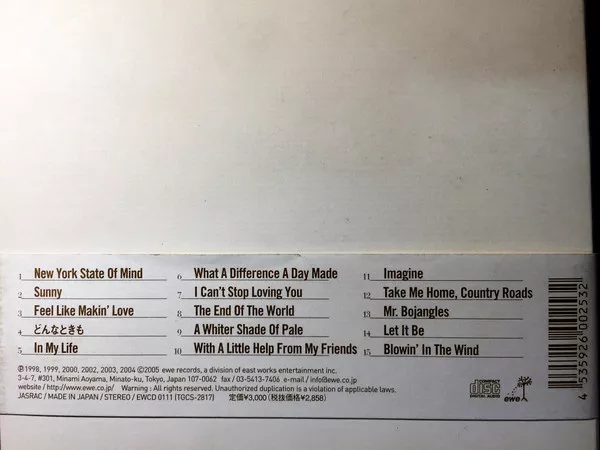 1 New York State Of Mind
2 Sunny
3 Feel Like Makin' Love
4 どんなときも
5 In My Life
6 What A Difference A Day Made
7 I Can't Stop Loving You
8 The End Of The World
9 A Whiter Shade Of Pale
10 With A Little Help From My Friends
11 Imagine
12 Take Me Home, Country Roads
13 Mr. Bojangles
14 Let It Be
15 Blowin' In The Wind
℗1998, 1999, 2000, 2002, 2003, 2004 ©2005 ewe records, a division of east works entertainment inc.
3-4-7, #301, Minami Aoyama, Minato-ku, Tokyo, Japan 107-0062 fax / 03-5413-7406 e-mail / info@ewe.co.jp
website / http://www.ewe.co.jp/ Warning : All rights reserved. Unauthorized duplication is a violation of applicable laws.
JASRAC / MADE IN JAPAN / STEREO / EWCD 0111 (TGCS-2817) 定価¥3,000 (税抜価格¥2,858)
COMPACT
disc
DIGITAL AUDIO
ewe
4 535926 002532